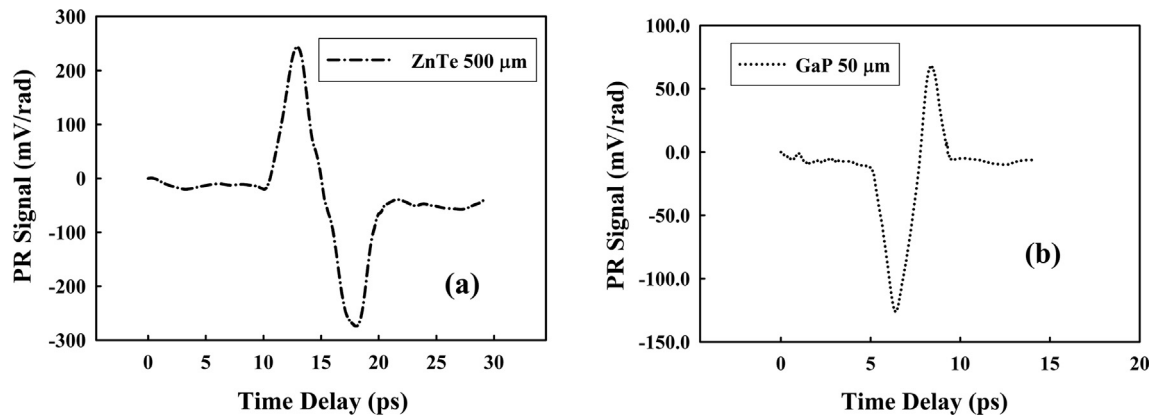 300
200
100
0
-100
-200
-300
PR Signal (mV/rad)
ZnTe 500 μm
(a)
0 5 10 15 20 25 30
Time Delay (ps)
100.0
50.0
0.0
-50.0
-100.0
-150.0
PR Signal (mV/rad)
GaP 50 μm
(b)
0 5 10 15 20
Time Delay (ps)